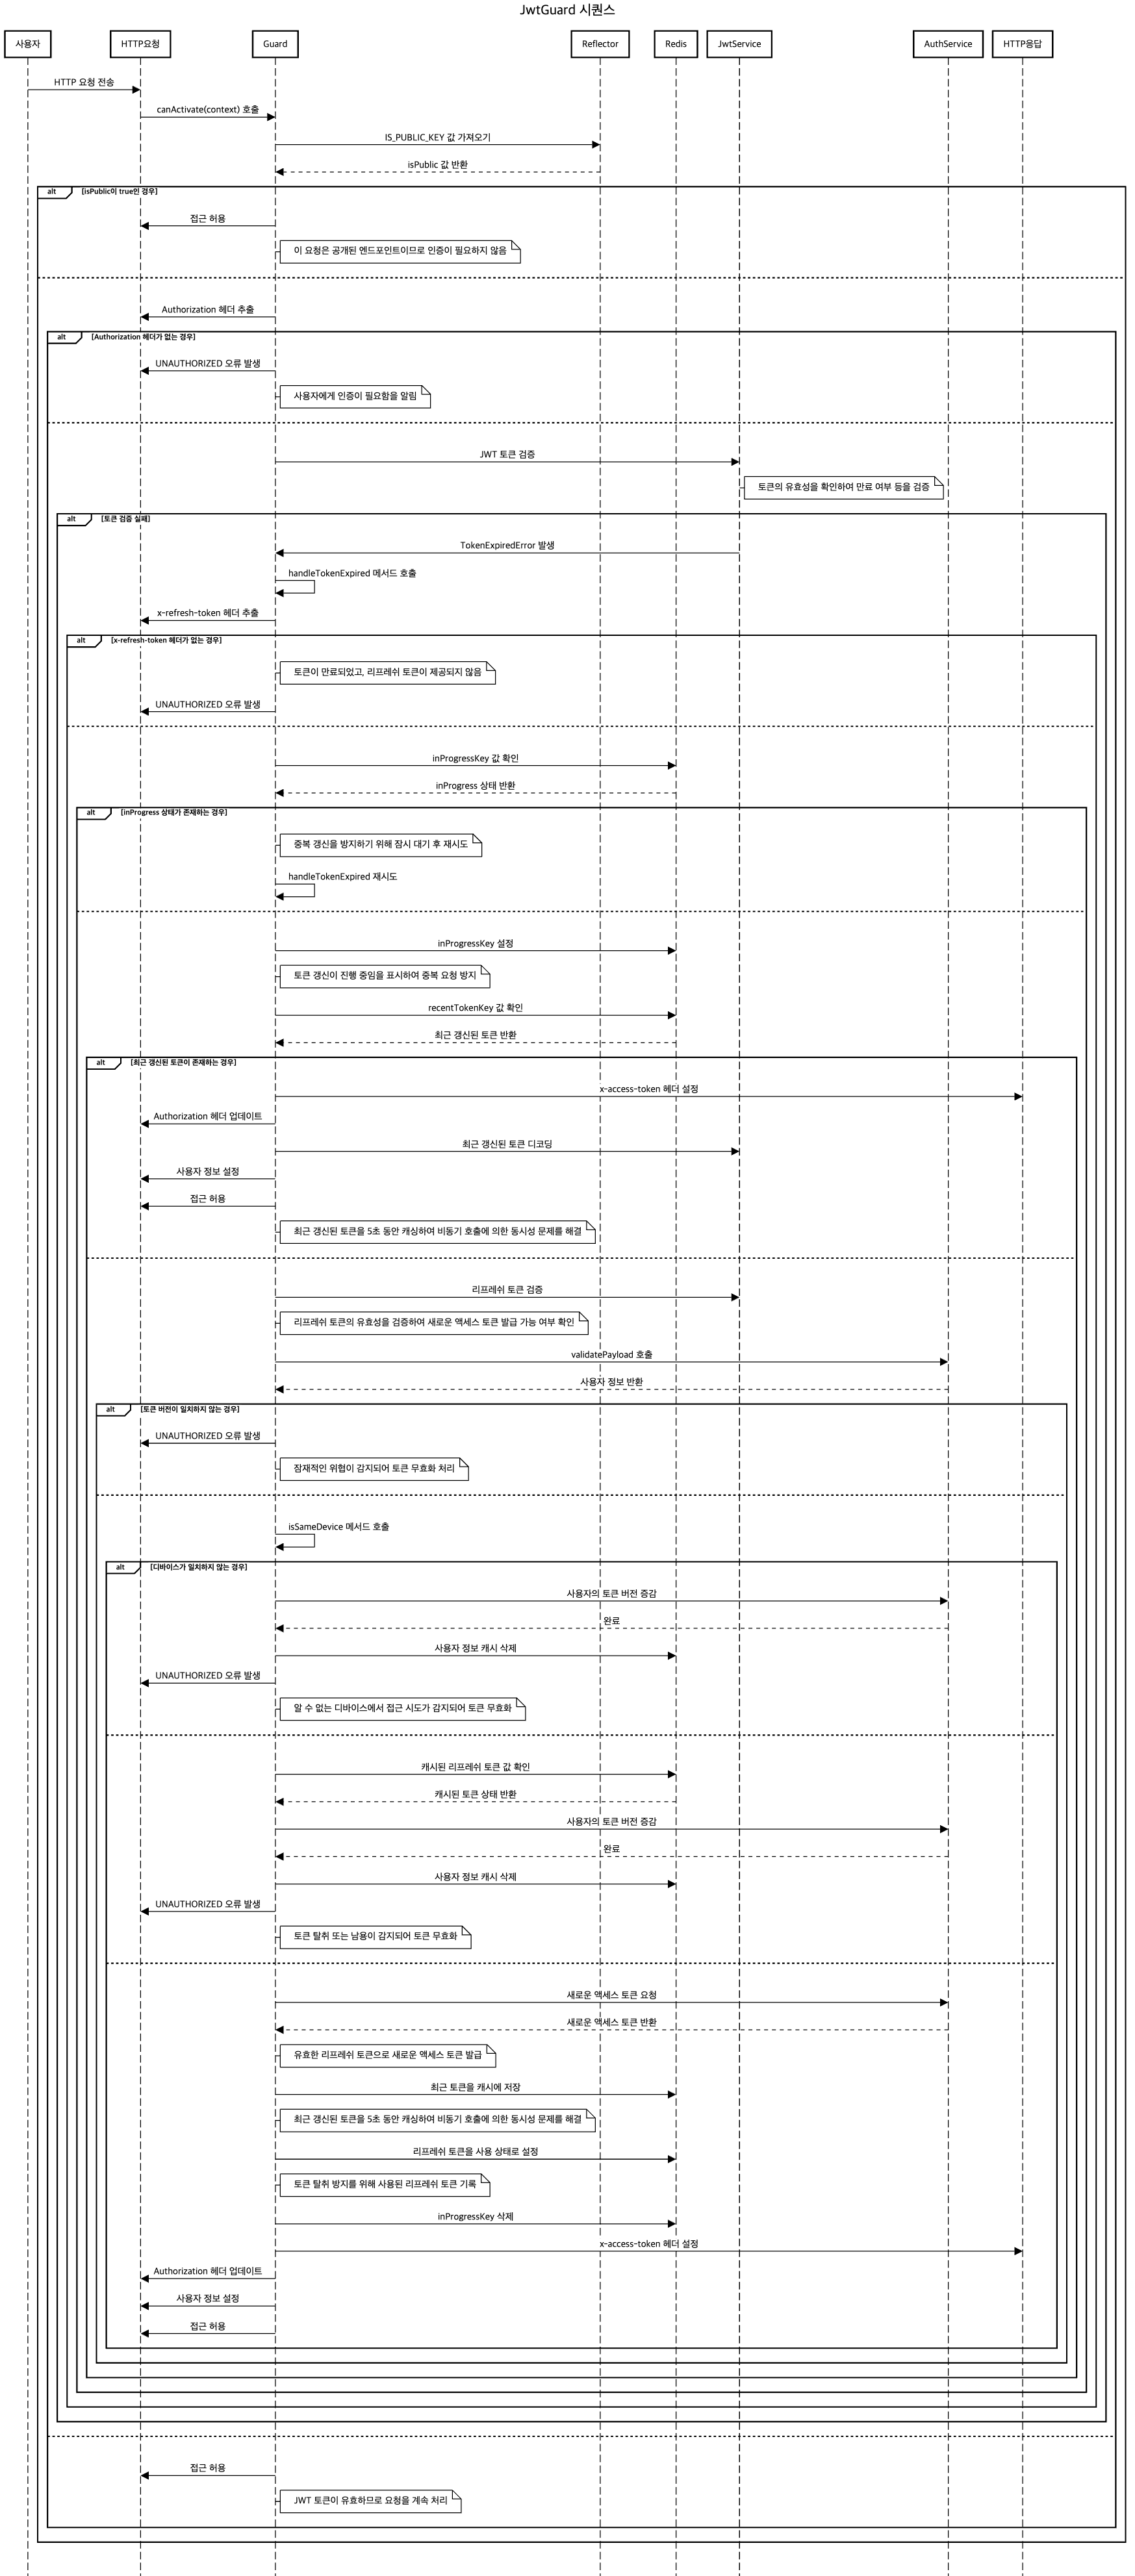 JwtGuard 시퀀스
사용자
HTTP요청
Guard
Reflector
Redis
JwtService
AuthService
HTTP응답
HTTP 요청 전송
canActivate(context) 호출
IS_PUBLIC_KEY 값 가져오기
isPublic 값 반환
alt
[isPublic이 true인 경우]
접근 허용
이 요청은 공개된 엔드포인트이므로 인증이 필요하지 않음
Authorization 헤더 추출
alt
[Authorization 헤더가 없는 경우]
UNAUTHORIZED 오류 발생
사용자에게 인증이 필요함을 알림
JWT 토큰 검증
토큰의 유효성을 확인하여 만료 여부 등을 검증
alt
[토큰 검증 실패]
TokenExpiredError 발생
handleTokenExpired 메서드 호출
x-refresh-token 헤더 추출
alt
[x-refresh-token 헤더가 없는 경우]
토큰이 만료되었고, 리프레쉬 토큰이 제공되지 않음
UNAUTHORIZED 오류 발생
inProgressKey 값 확인
inProgress 상태 반환
alt
[inProgress 상태가 존재하는 경우]
중복 갱신을 방지하기 위해 잠시 대기 후 재시도
handleTokenExpired 재시도
inProgressKey 설정
토큰 갱신이 진행 중임을 표시하여 중복 요청 방지
recentTokenKey 값 확인
최근 갱신된 토큰 반환
alt
[최근 갱신된 토큰이 존재하는 경우]
x-access-token 헤더 설정
Authorization 헤더 업데이트
최근 갱신된 토큰 디코딩
사용자 정보 설정
접근 허용
최근 갱신된 토큰을 5초 동안 캐싱하여 비동기 호출에 의한 동시성 문제를 해결
리프레쉬 토큰 검증
리프레쉬 토큰의 유효성을 검증하여 새로운 액세스 토큰 발급 가능 여부 확인
validatePayload 호출
사용자 정보 반환
alt
[토큰 버전이 일치하지 않는 경우]
UNAUTHORIZED 오류 발생
잠재적인 위협이 감지되어 토큰 무효화 처리
isSameDevice 메서드 호출
alt
[디바이스가 일치하지 않는 경우]
사용자의 토큰 버전 증감
완료
사용자 정보 캐시 삭제
UNAUTHORIZED 오류 발생
알 수 없는 디바이스에서 접근 시도가 감지되어 토큰 무효화
캐시된 리프레쉬 토큰 값 확인
캐시된 토큰 상태 반환
사용자의 토큰 버전 증감
완료
사용자 정보 캐시 삭제
UNAUTHORIZED 오류 발생
토큰 탈취 또는 남용이 감지되어 토큰 무효화
새로운 액세스 토큰 요청
새로운 액세스 토큰 반환
유효한 리프레쉬 토큰으로 새로운 액세스 토큰 발급
최근 토큰을 캐시에 저장
최근 갱신된 토큰을 5초 동안 캐싱하여 비동기 호출에 의한 동시성 문제를 해결
리프레쉬 토큰을 사용 상태로 설정
토큰 탈취 방지를 위해 사용된 리프레쉬 토큰 기록
inProgressKey 삭제
x-access-token 헤더 설정
Authorization 헤더 업데이트
사용자 정보 설정
접근 허용
접근 허용
JWT 토큰이 유효하므로 요청을 계속 처리